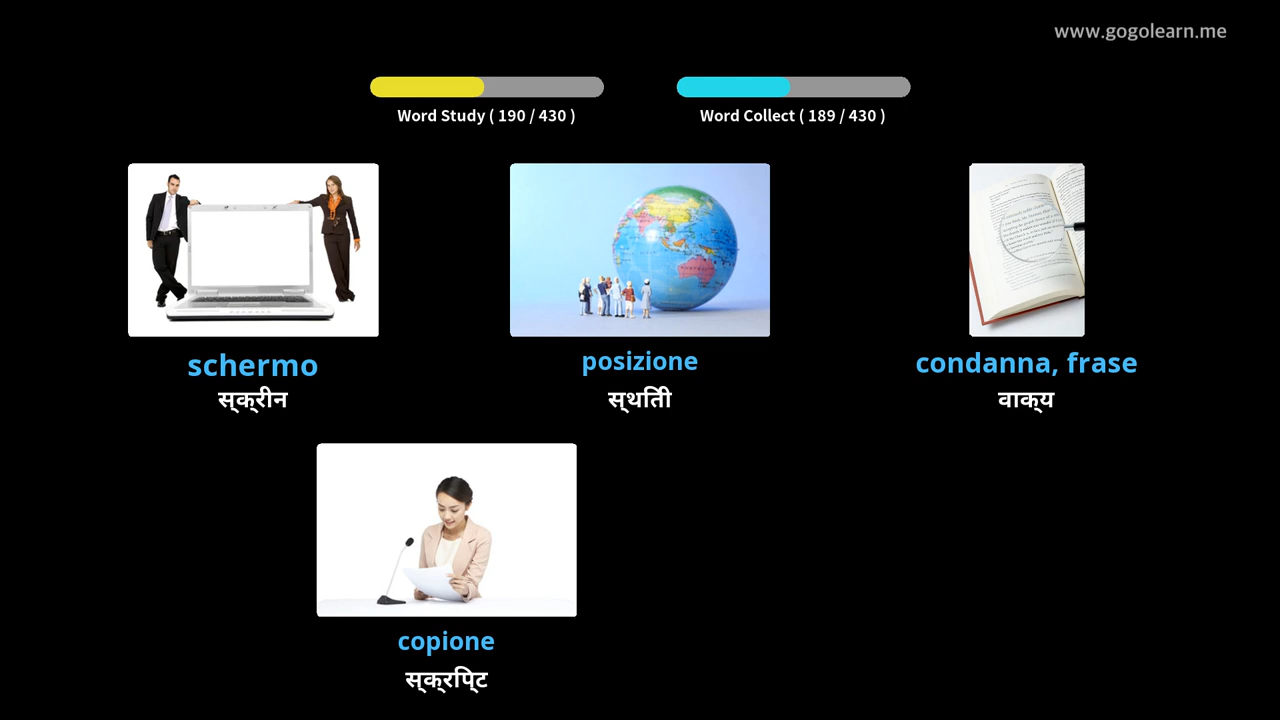 www.gogolearn.me
Word Study ( 190 / 430 )
Word Collect ( 189 / 430 )
schermo
स्क्रीन
posizione
स्थिति
condanna, frase
वाक्य
copione
स्क्रिप्ट